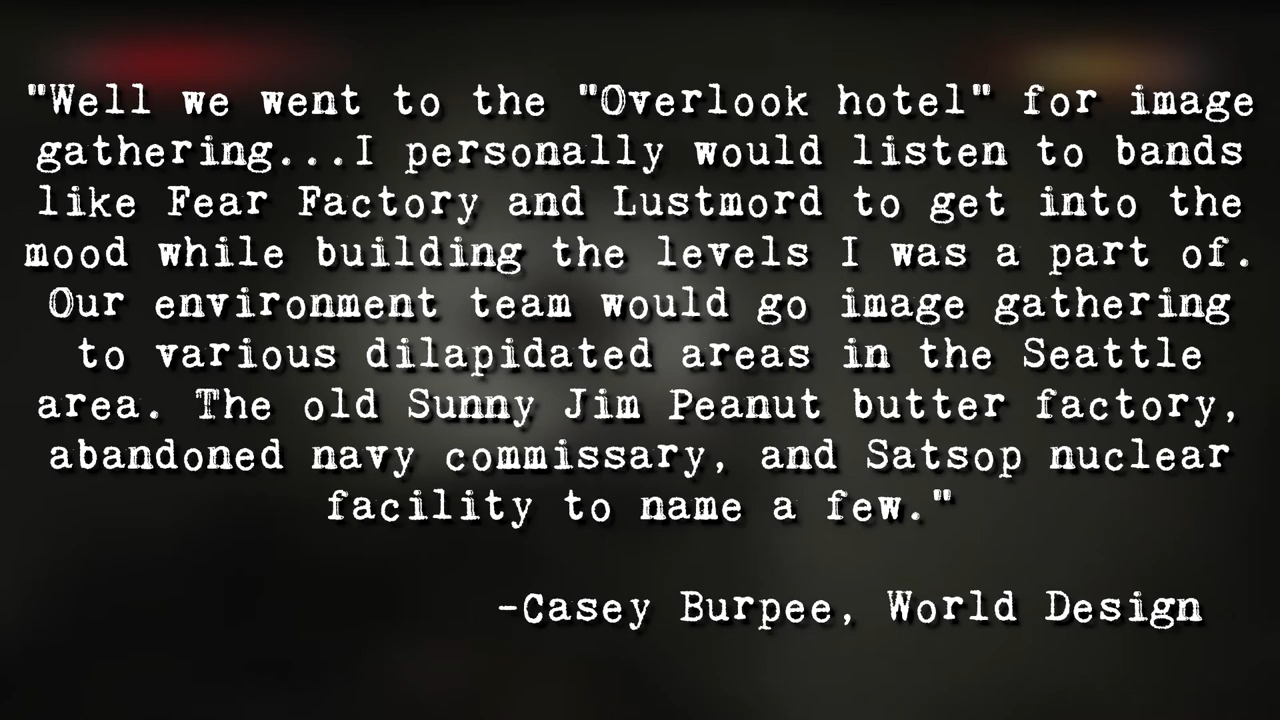 "Well we went to the "Overlook hotel" for image
gathering...I personally would listen to bands
like Fear Factory and Lustmord to get into the
mood while building the levels I was a part of.
Our environment team would go image gathering
to various dilapidated areas in the Seattle
area. The old Sunny Jim Peanut butter factory,
abandoned navy commissary, and Satsop nuclear
facility to name a few."
-Casey Burpee, World Design